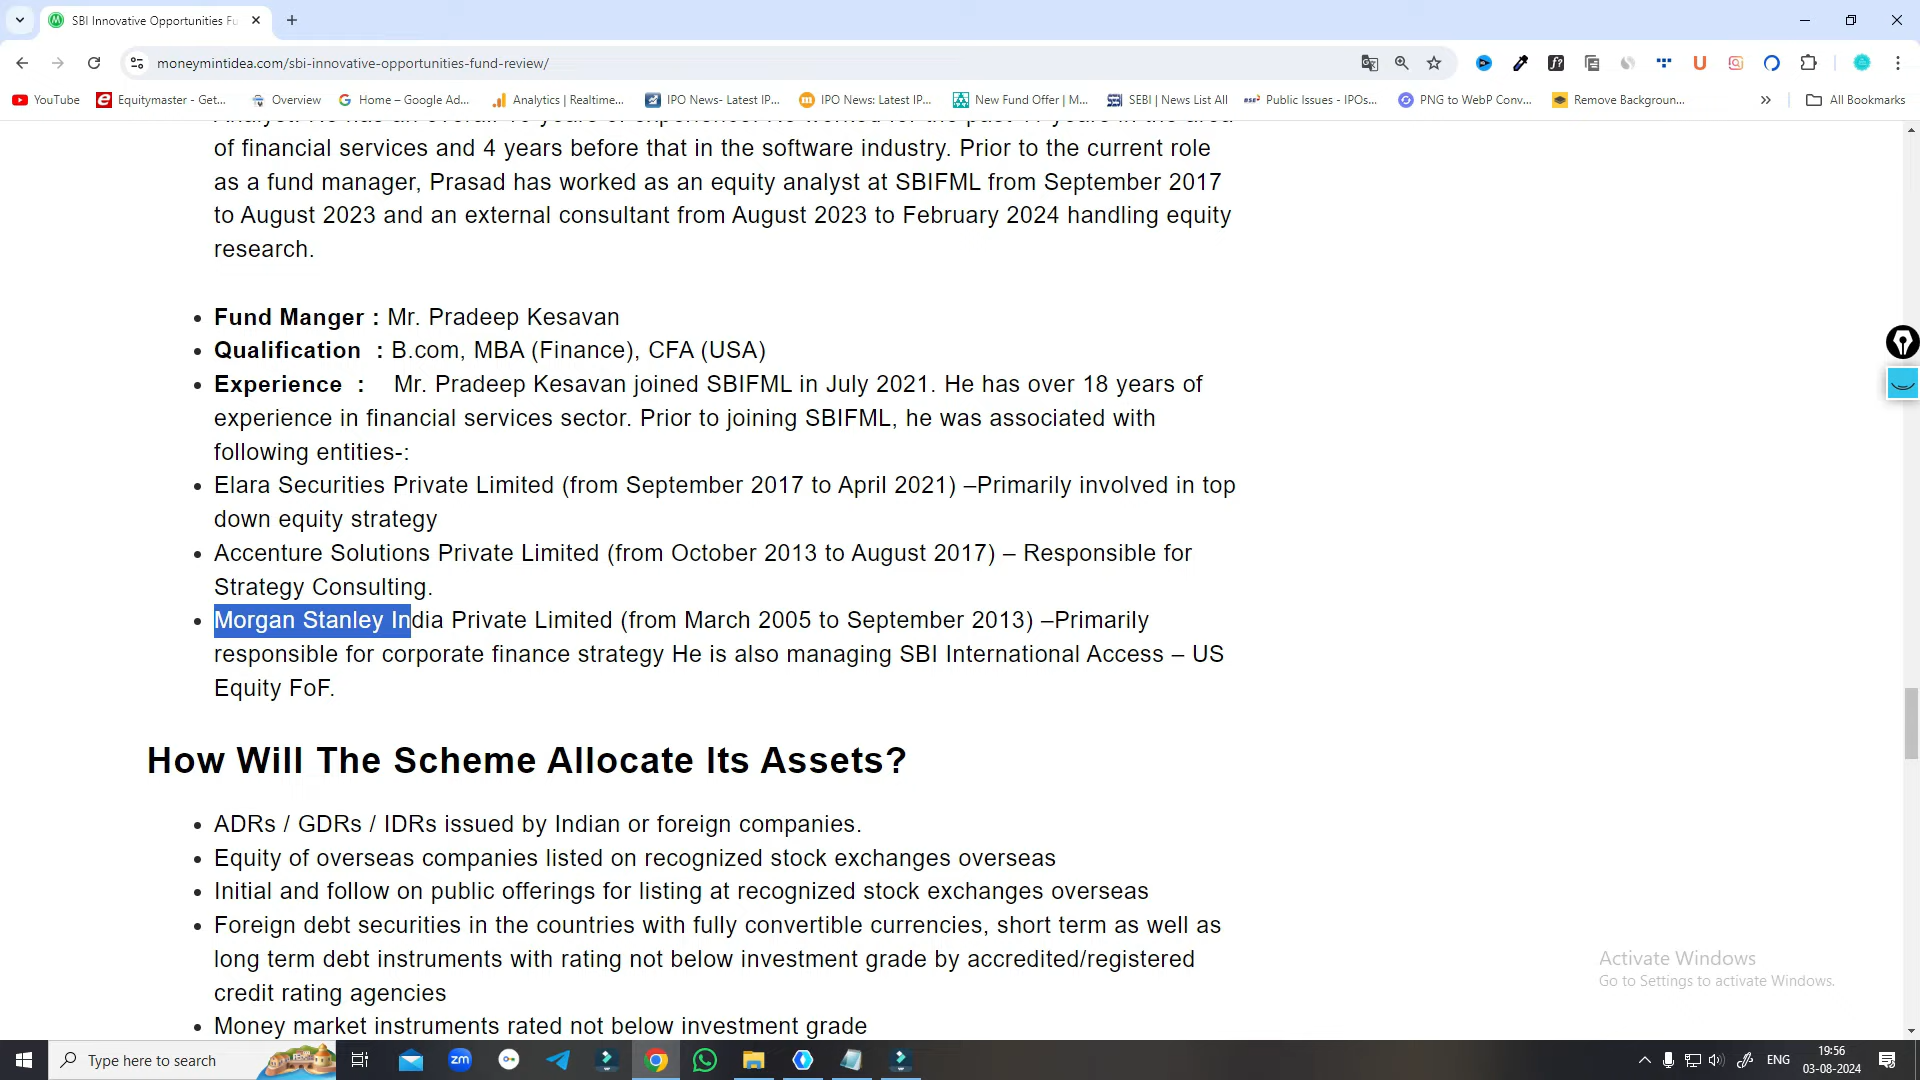 SBI Innovative Opportunities Fu
moneymintidea.com/sbi-innovative-opportunities-fund-review/
YouTube
Equitymaster - Get...
Overview
Home – Google Ad...
Analytics | Realtime...
IPO News- Latest IP...
IPO News: Latest IP...
New Fund Offer | M...
SEBI | News List All
Public Issues - IPOs...
PNG to WebP Conv...
Remove Backgroun...
All Bookmarks
of financial services and 4 years before that in the software industry. Prior to the current role
as a fund manager, Prasad has worked as an equity analyst at SBIFML from September 2017
to August 2023 and an external consultant from August 2023 to February 2024 handling equity
research.
Fund Manger : Mr. Pradeep Kesavan
Qualification : B.com, MBA (Finance), CFA (USA)
Experience : Mr. Pradeep Kesavan joined SBIFML in July 2021. He has over 18 years of
experience in financial services sector. Prior to joining SBIFML, he was associated with
following entities-:
Elara Securities Private Limited (from September 2017 to April 2021) –Primarily involved in top
down equity strategy
Accenture Solutions Private Limited (from October 2013 to August 2017) – Responsible for
Strategy Consulting.
Morgan Stanley India Private Limited (from March 2005 to September 2013) –Primarily
responsible for corporate finance strategy He is also managing SBI International Access – US
Equity FoF.
How Will The Scheme Allocate Its Assets?
ADRs / GDRs / IDRs issued by Indian or foreign companies.
Equity of overseas companies listed on recognized stock exchanges overseas
Initial and follow on public offerings for listing at recognized stock exchanges overseas
Foreign debt securities in the countries with fully convertible currencies, short term as well as
long term debt instruments with rating not below investment grade by accredited/registered
credit rating agencies
Money market instruments rated not below investment grade
Activate Windows
Go to Settings to activate Windows.
Type here to search
zm
ENG
19:56
03-08-2024